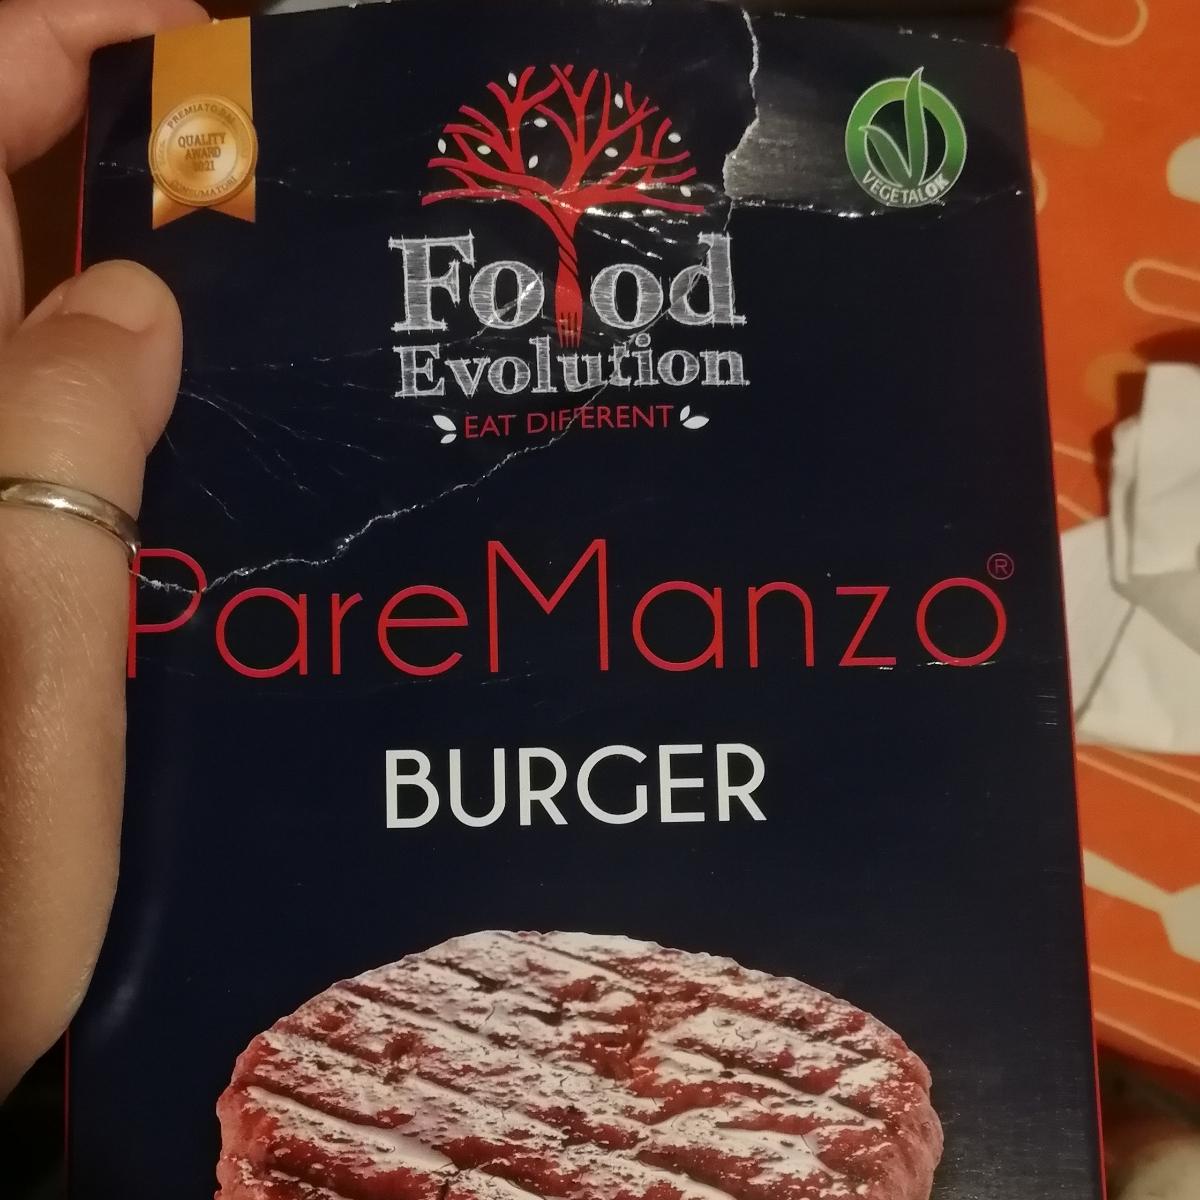 PREMIATO DAI
QUALITY
AWARD
2021
CONSUMATORI
VEGETALOK
Food
Evolution
EAT DIFFERENT
PareManzo®
BURGER